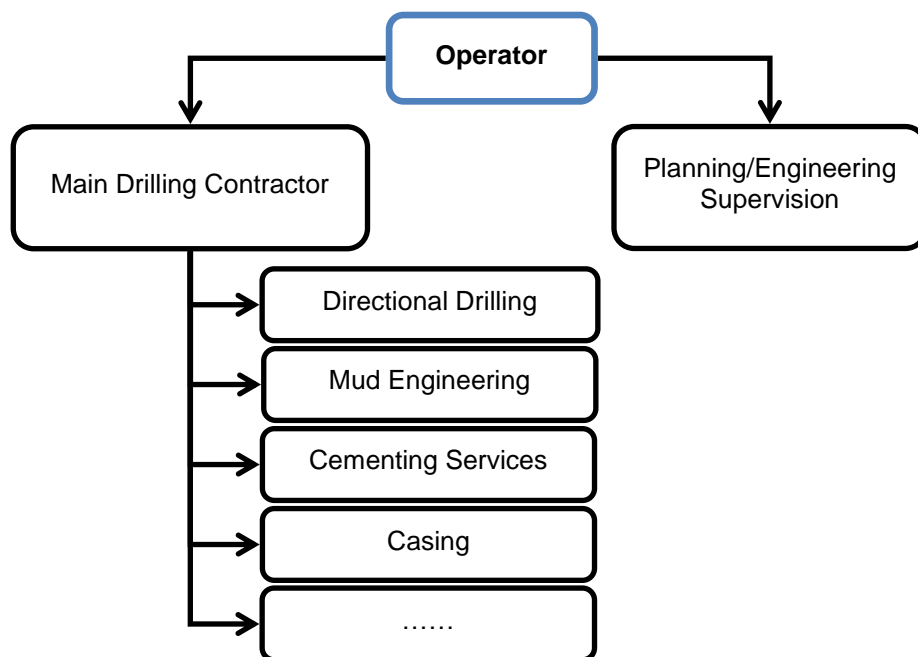 Operator
Main Drilling Contractor
Planning/Engineering
Supervision
Directional Drilling
Mud Engineering
Cementing Services
Casing
……